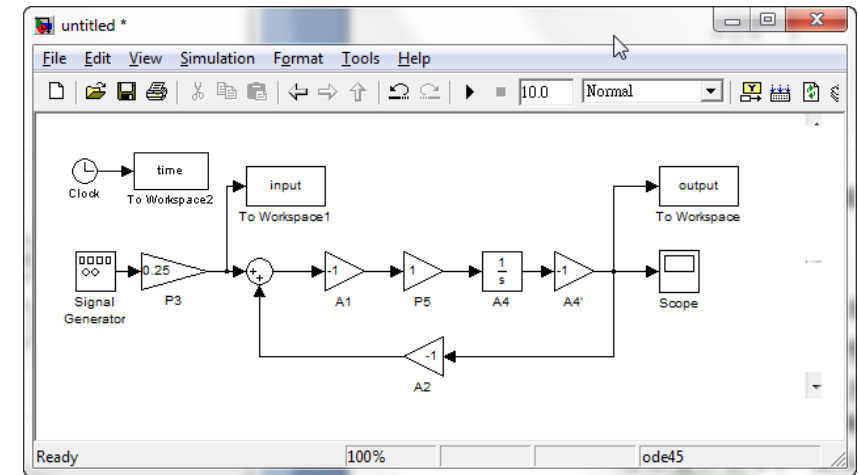 untitled *
File Edit View Simulation Format Tools Help
10.0 Normal
time
Clock
To Workspace2
input
To Workspace1
output
To Workspace
0.25
Signal
Generator
P3
+
+
-1
A1
1
P5
1
s
A4
-1
A4'
Scope
-1
A2
Ready 100% ode45